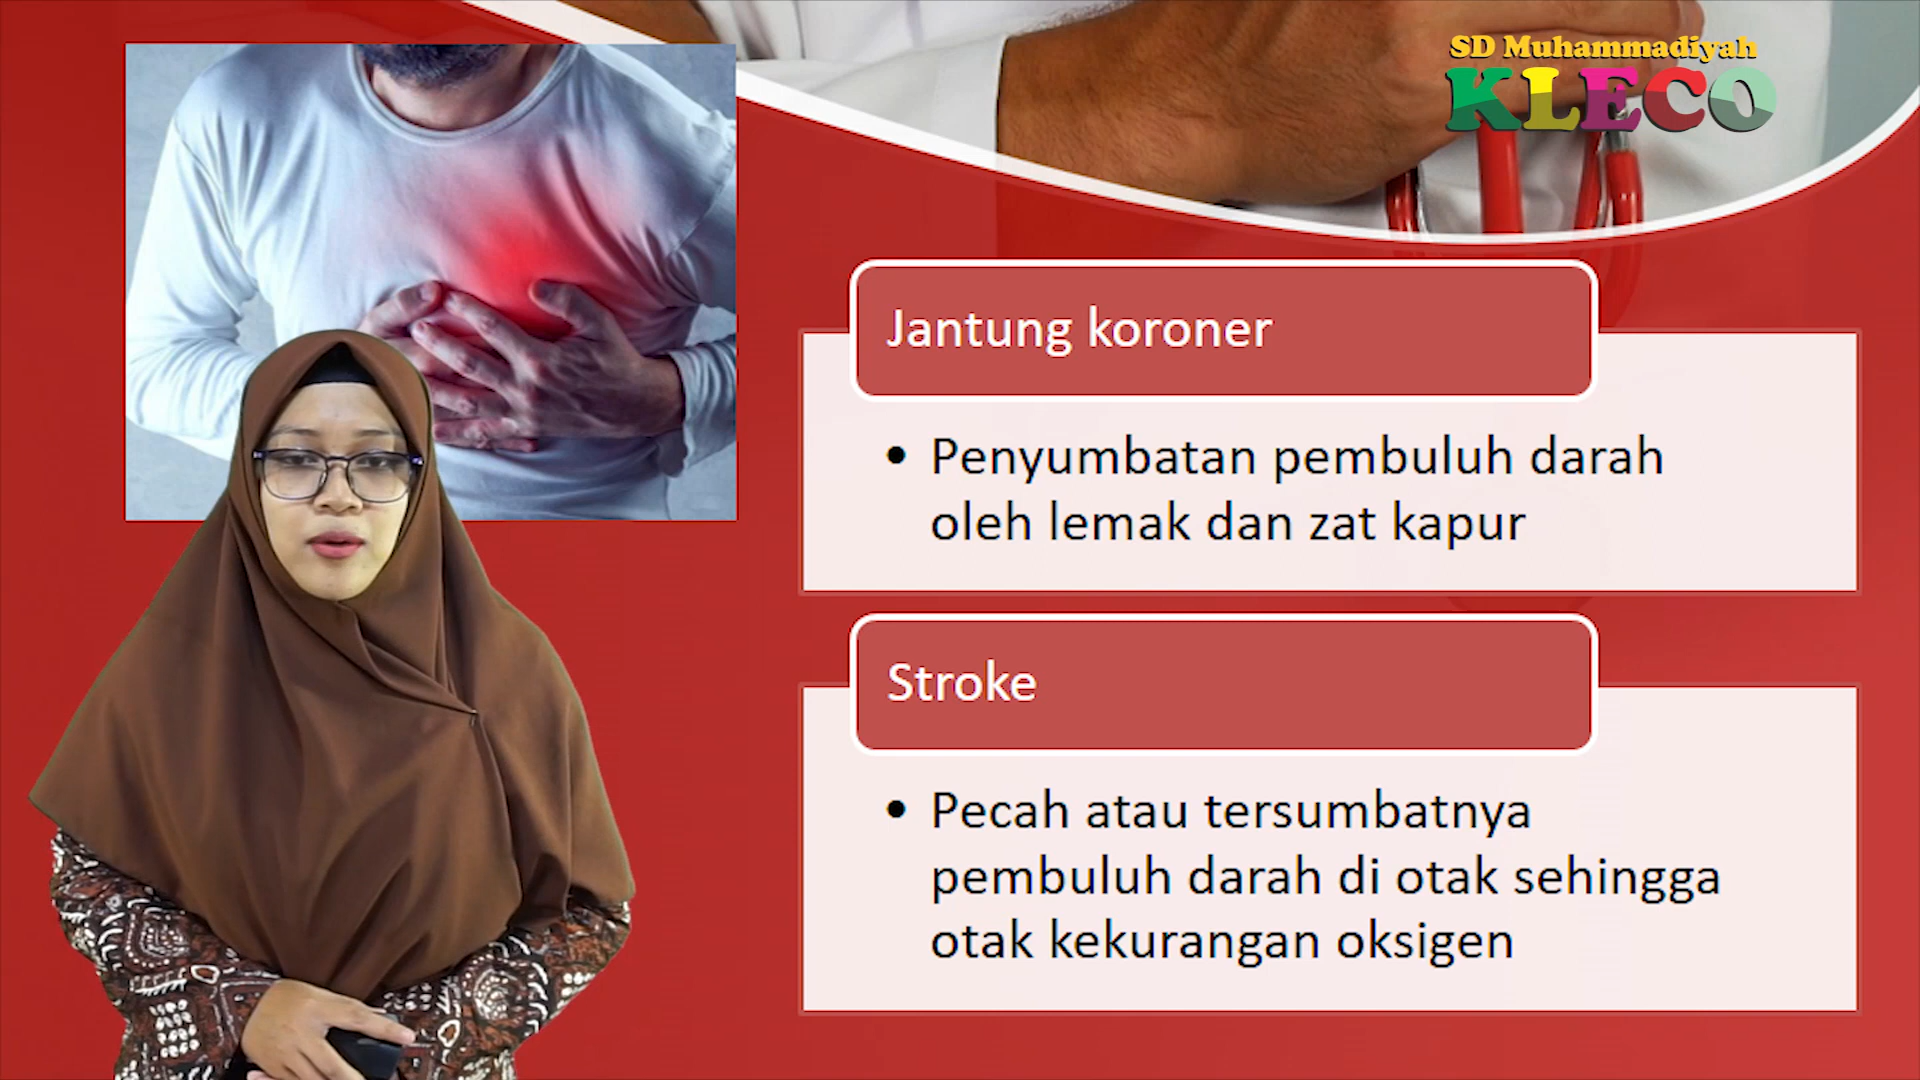 SD Muhammadiyah
KLECO
Jantung koroner
• Penyumbatan pembuluh darah
oleh lemak dan zat kapur
Stroke
• Pecah atau tersumbatnya
pembuluh darah di otak sehingga
otak kekurangan oksigen